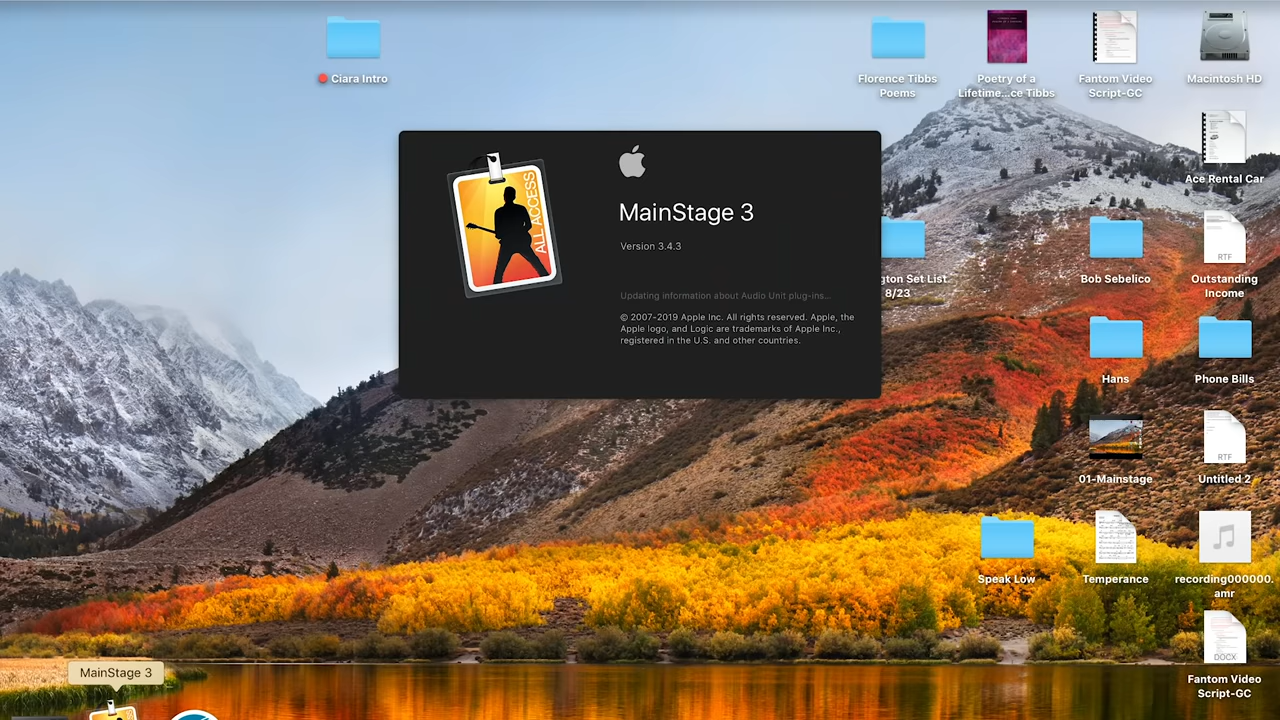 Ciara Intro
Florence Tibbs
Poems
Poetry of a
Lifetime...ce Tibbs
Fantom Video
Script-GC
Macintosh HD
Ace Rental Car
ALL ACCESS
MainStage 3
Version 3.4.3
Updating information about Audio Unit plug-ins...
© 2007-2019 Apple Inc. All rights reserved. Apple, the
Apple logo, and Logic are trademarks of Apple Inc.,
registered in the U.S. and other countries.
gton Set List
8/23
Bob Sebelico
RTF
Outstanding
Income
Hans
Phone Bills
01-Mainstage
RTF
Untitled 2
Speak Low
Temperance
recording000000.
amr
DOCX
Fantom Video
Script-GC
MainStage 3